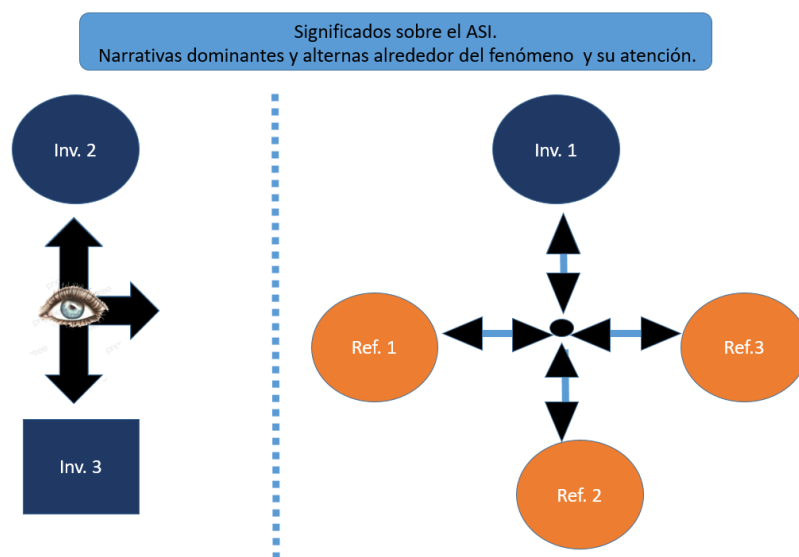 Significados sobre el ASI.
Narrativas dominantes y alternas alrededor del fenómeno y su atención.
Inv. 2
Inv. 1
Ref. 1
Ref.3
Inv. 3
Ref. 2